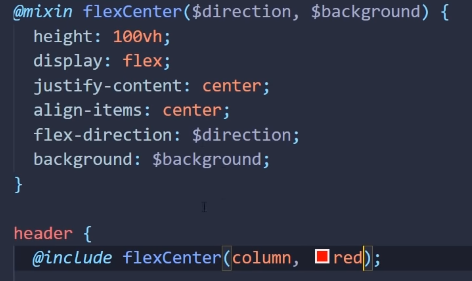 @mixin flexCenter($direction, $background) {
  height: 100vh;
  display: flex;
  justify-content: center;
  align-items: center;
  flex-direction: $direction;
  background: $background;
}

header {
  @include flexCenter(column, red);